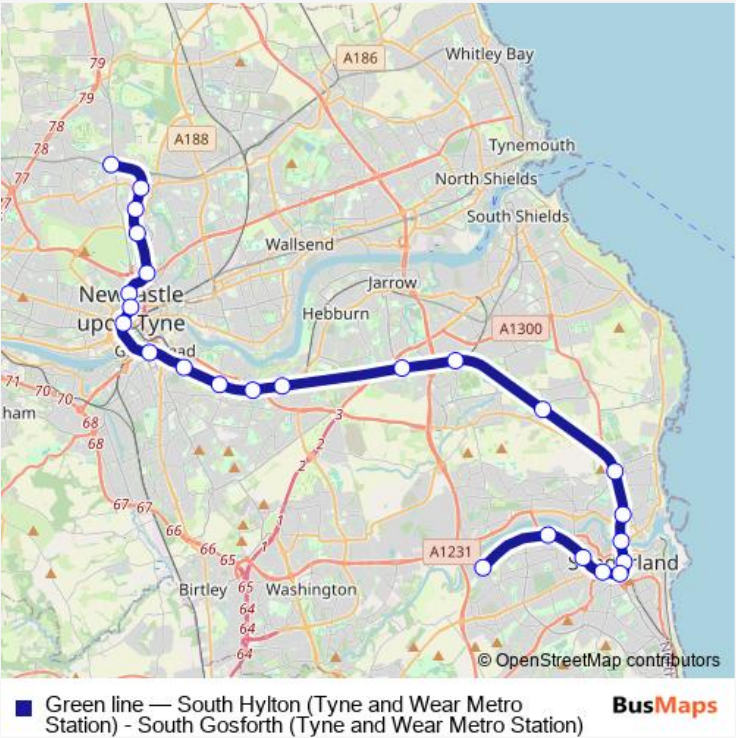 Whitley Bay
A186
79
79
78
A188
78
Tynemouth
77
North Shields
77
South Shields
Wallsend
Jarrow
Newcastle
upon Tyne
Hebburn
A1300
71
70
70
ham
3
68
68
2
2
67
67
1
66
66
1
65
A1231
65
Birtley
Washington
64
64
64
© OpenStreetMap contributors
Green line — South Hylton (Tyne and Wear Metro
Station) - South Gosforth (Tyne and Wear Metro Station)
BusMaps